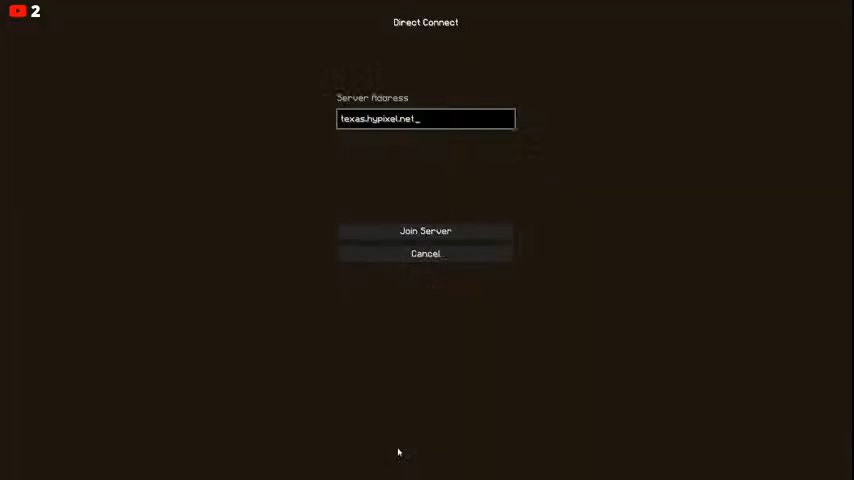 2
Direct Connect
Server Address
texas.hypixel.net_
Join Server
Cancel